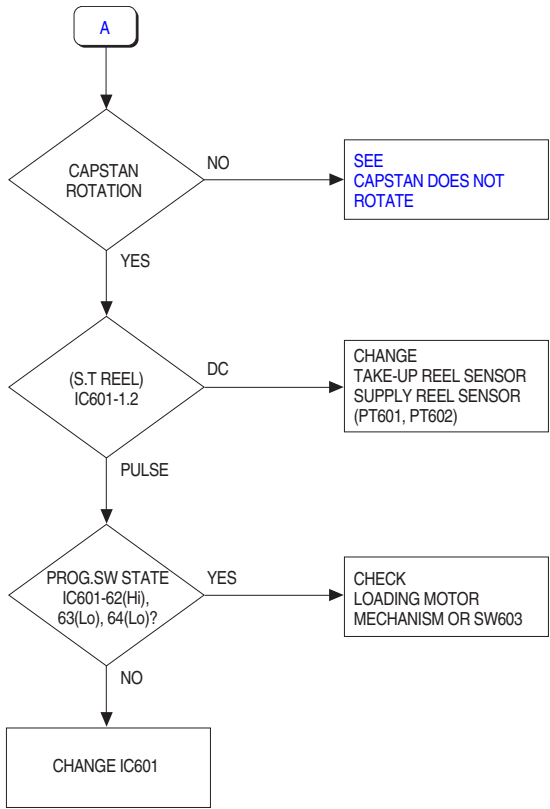 A
CAPSTAN
ROTATION
NO
SEE
CAPSTAN DOES NOT
ROTATE
YES
(S.T REEL)
IC601-1.2
DC
CHANGE
TAKE-UP REEL SENSOR
SUPPLY REEL SENSOR
(PT601, PT602)
PULSE
PROG.SW STATE
IC601-62(Hi),
63(Lo), 64(Lo)?
YES
CHECK
LOADING MOTOR
MECHANISM OR SW603
NO
CHANGE IC601